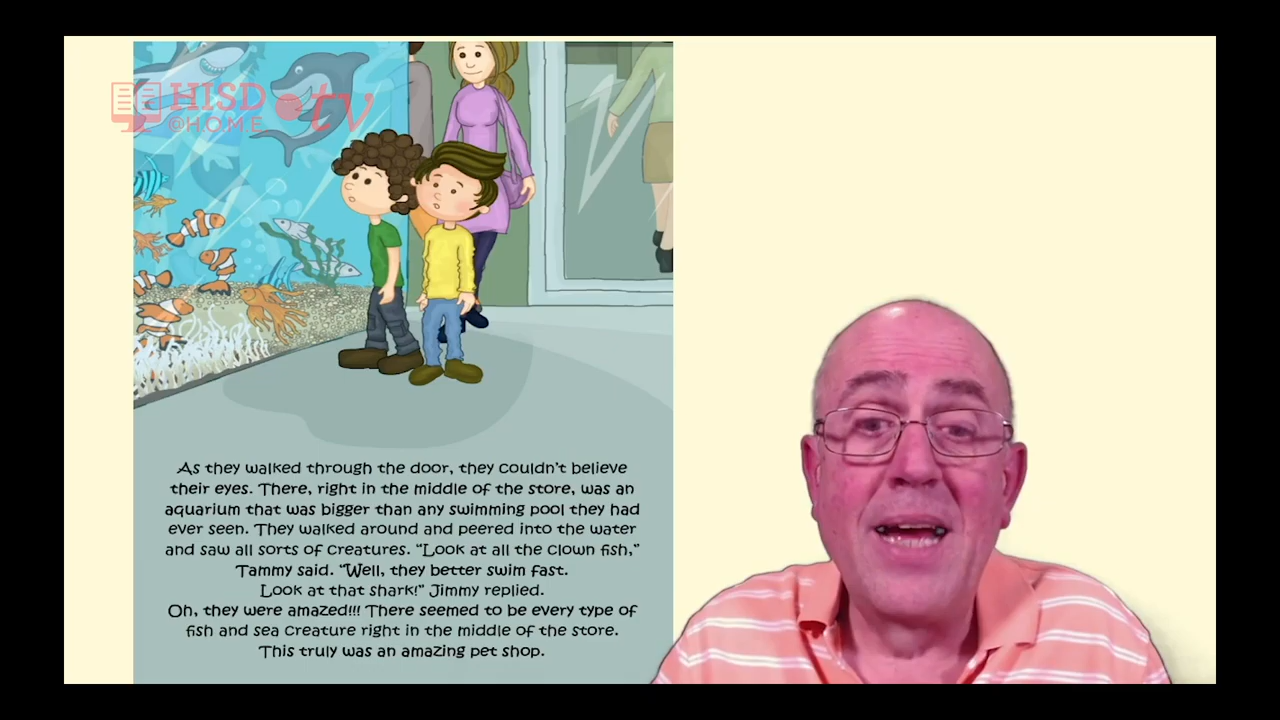 HISD
@H.O.M.E.
.tv
As they walked through the door, they couldn't believe
their eyes. There, right in the middle of the store, was an
aquarium that was bigger than any swimming pool they had
ever seen. They walked around and peered into the water
and saw all sorts of creatures. "Look at all the clown fish,"
Tammy said. "Well, they better swim fast.
Look at that shark!" Jimmy replied.
Oh, they were amazed!!! There seemed to be every type of
fish and sea creature right in the middle of the store.
This truly was an amazing pet shop.